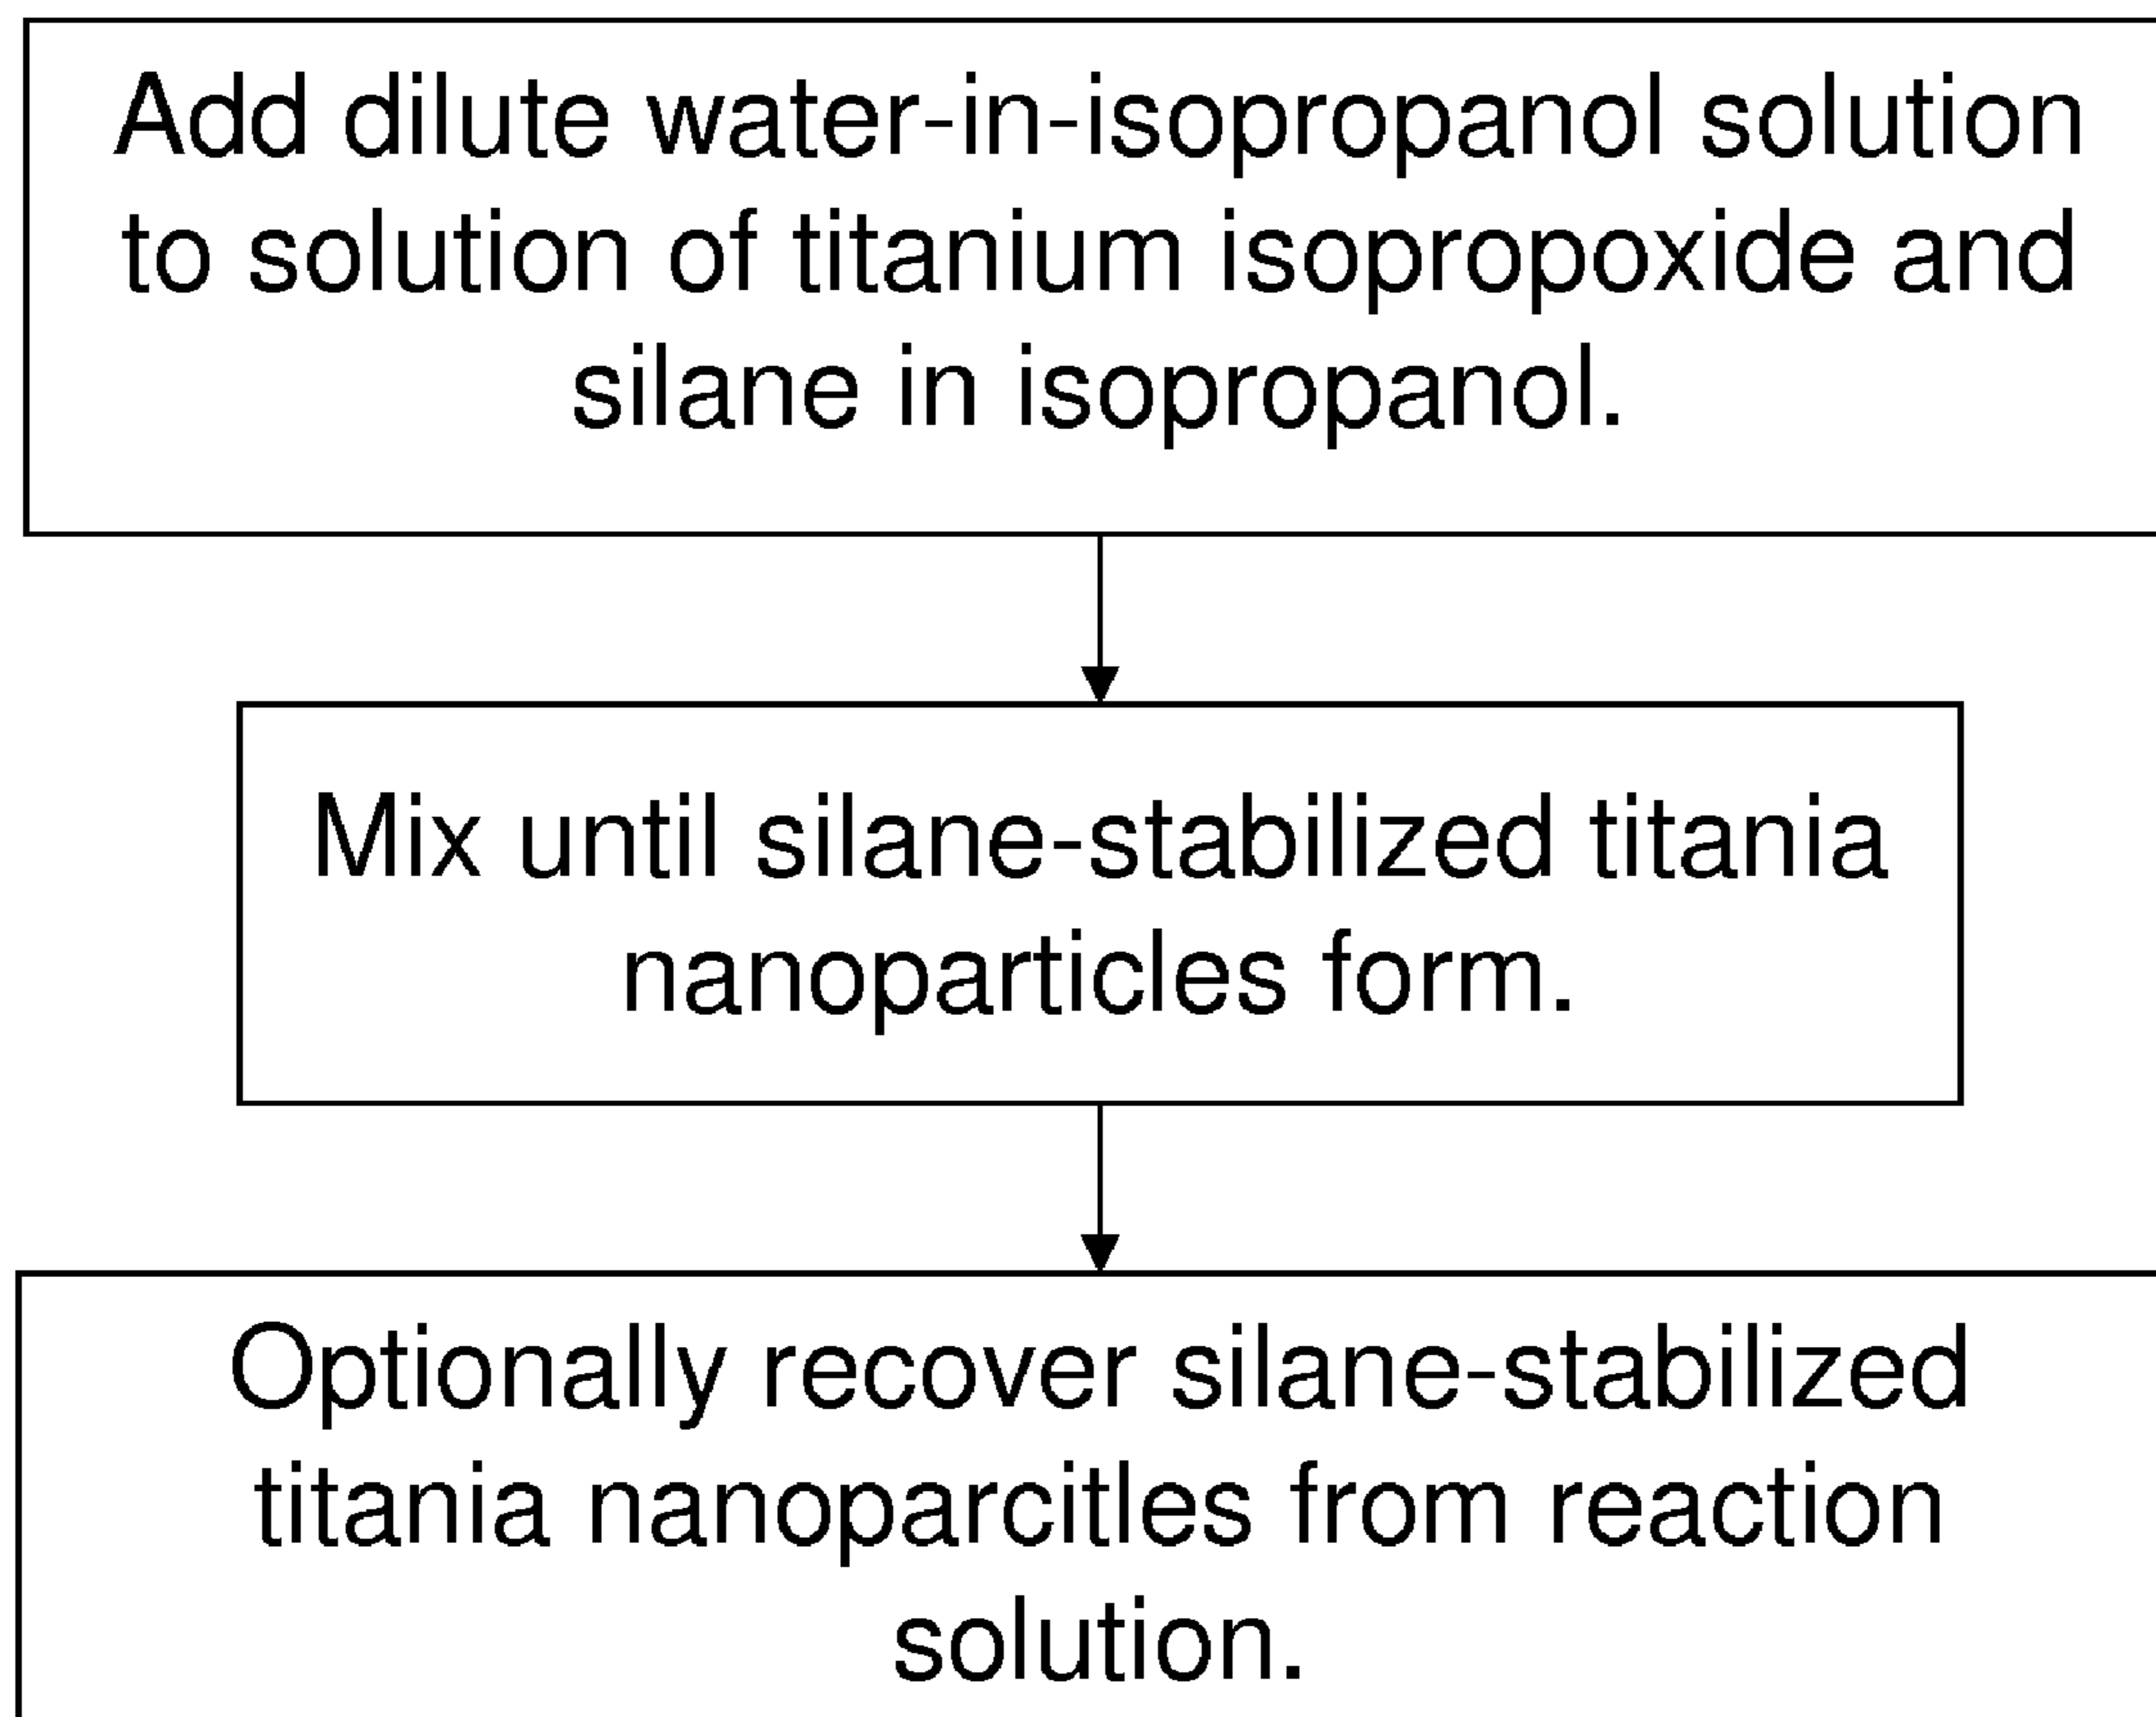 Add dilute water-in-isopropanol solution
to solution of titanium isopropoxide and
silane in isopropanol.
Mix until silane-stabilized titania
nanoparticles form.
Optionally recover silane-stabilized
titania nanoparcitles from reaction
solution.